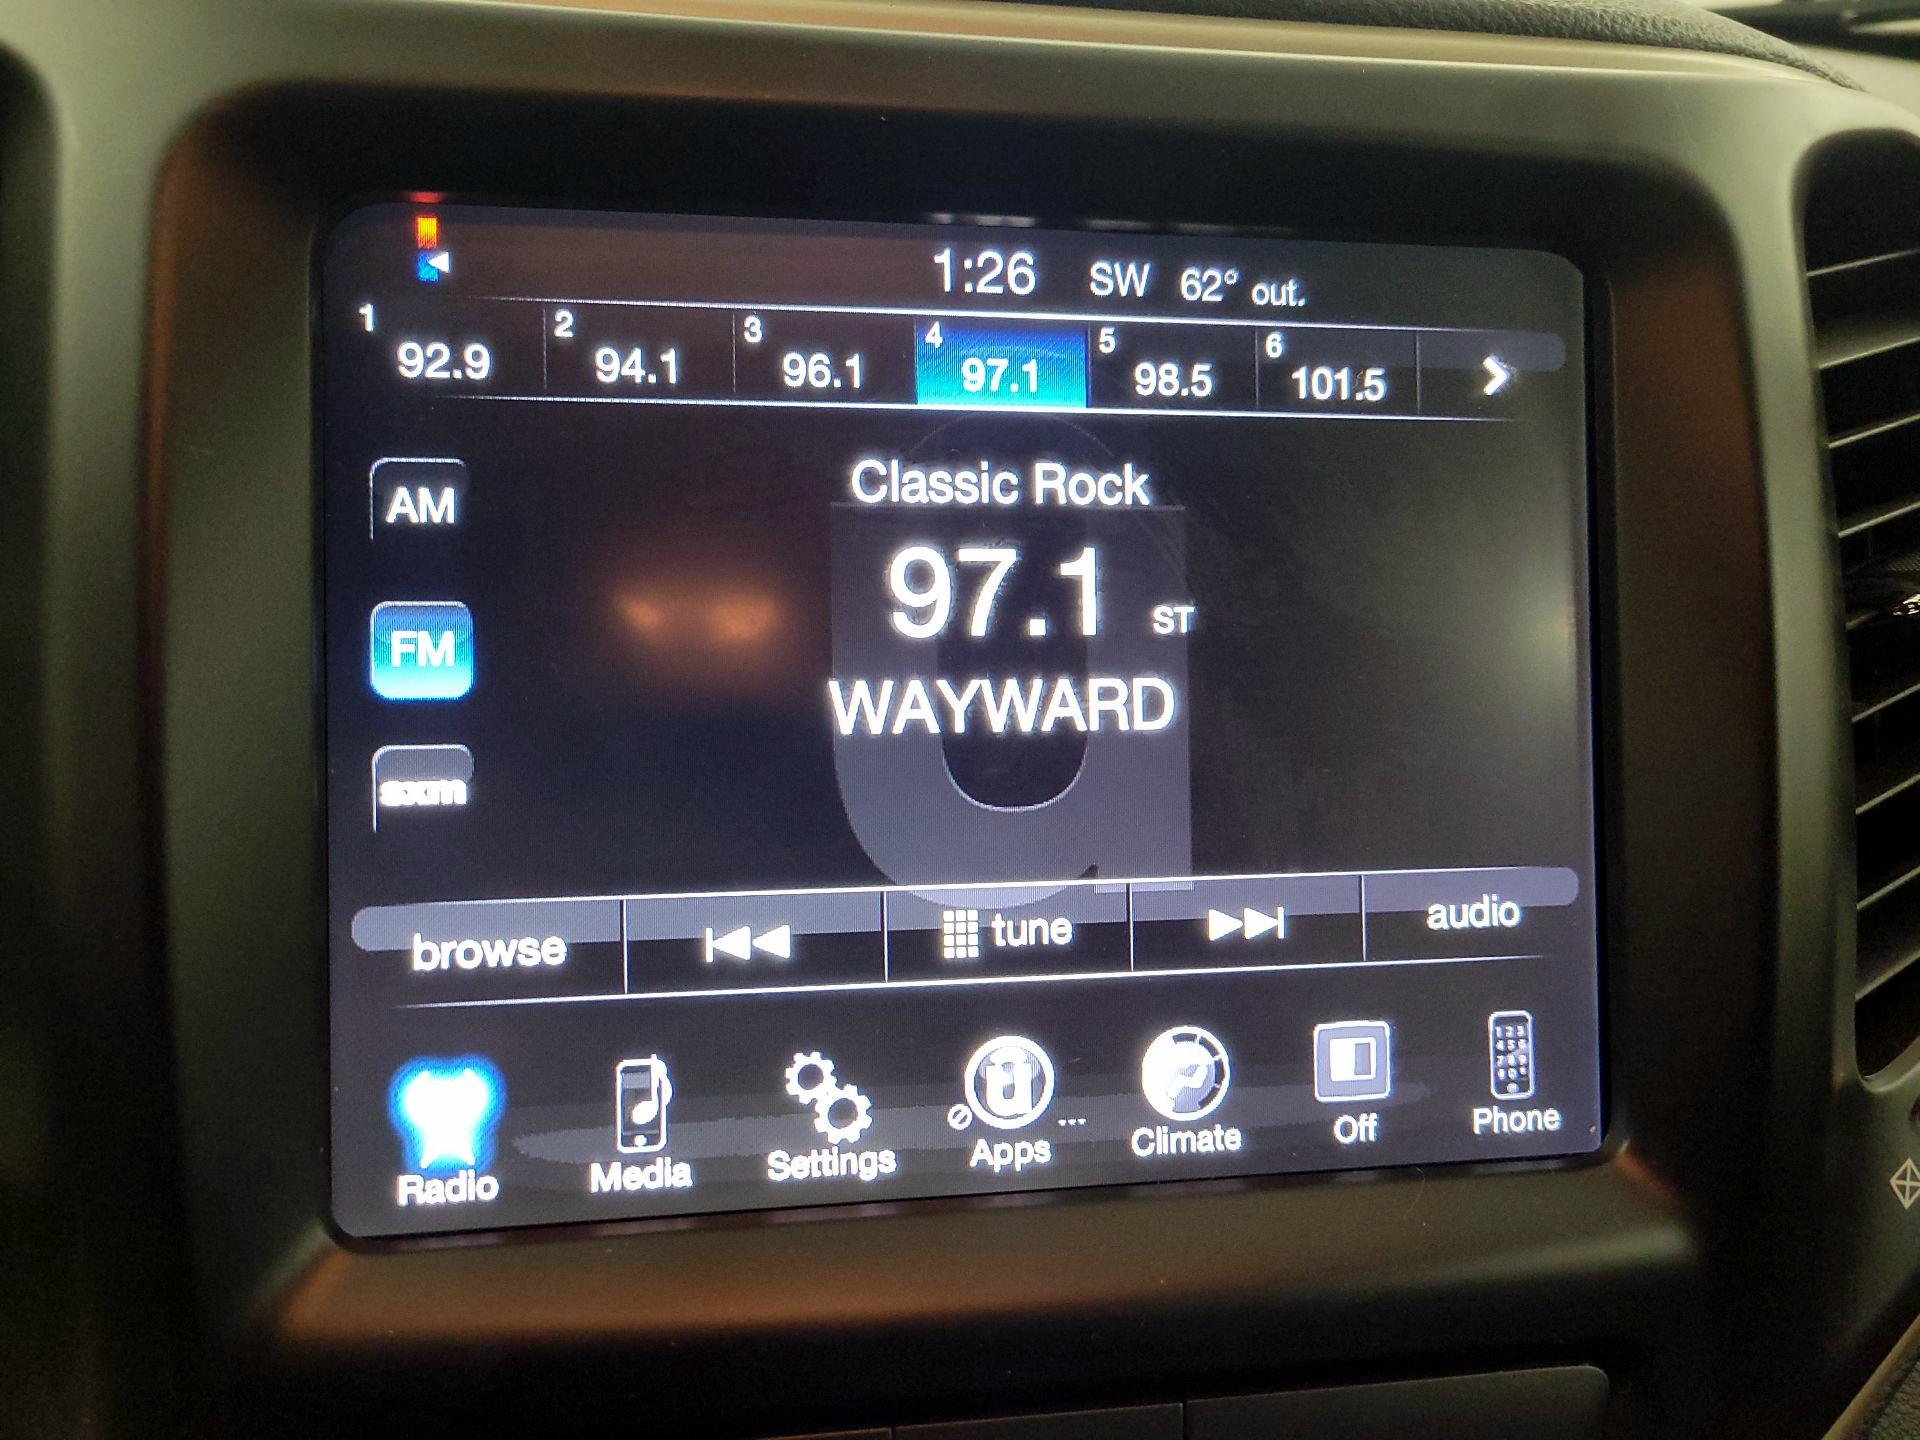 1:26 SW 62° out.
1 92.9 2 94.1 3 96.1 4 97.1 5 98.5 6 101.5
Classic Rock
AM
97.1 ST
FM
WAYWARD
sxm
browse tune audio
Radio Media Settings Apps Climate Off Phone